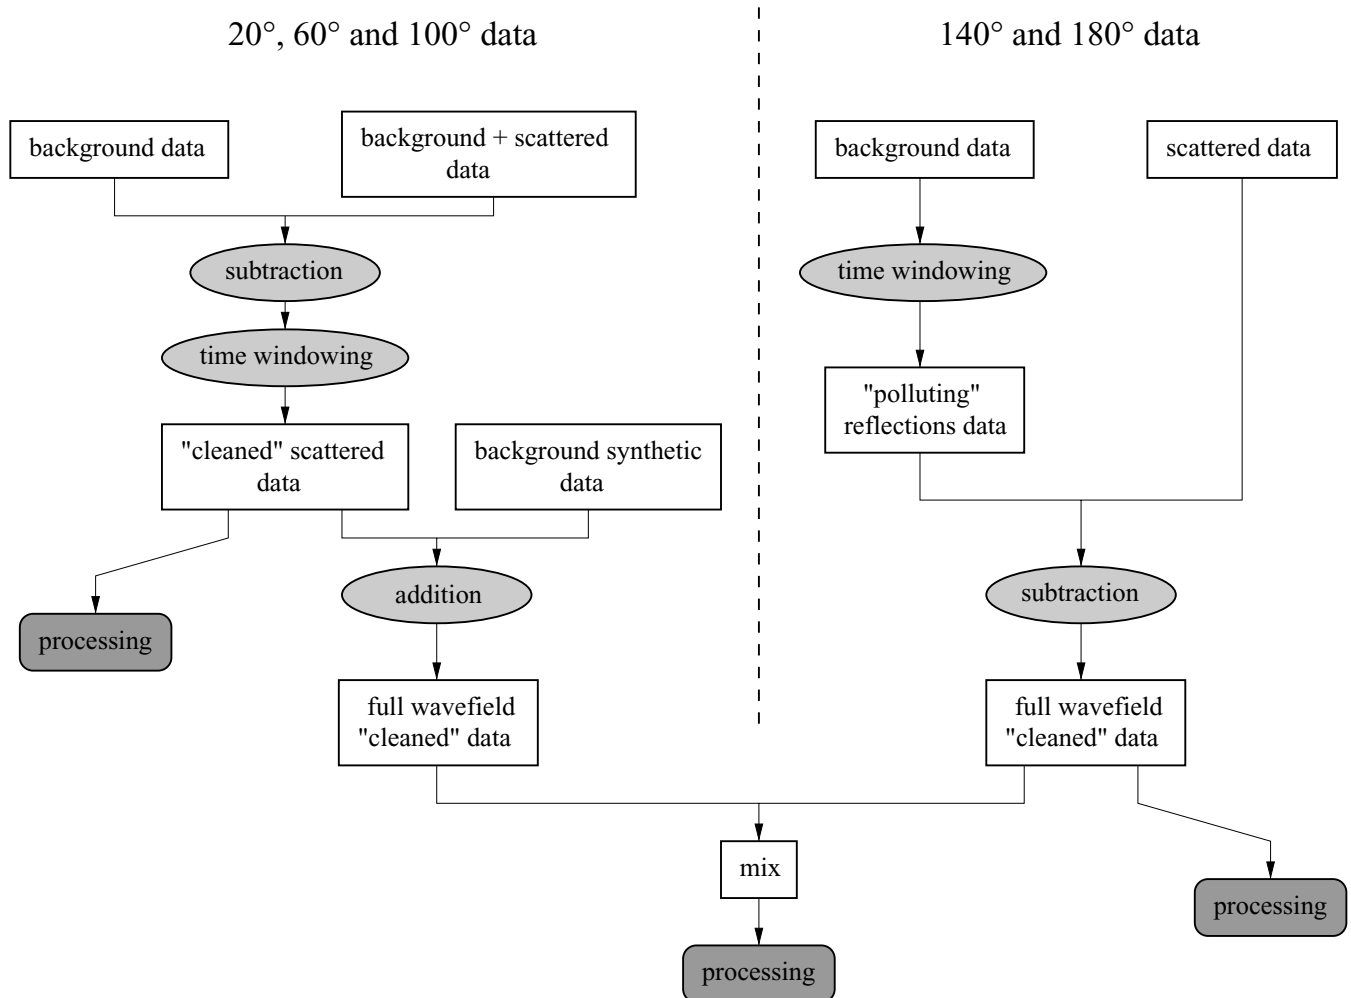 20°, 60° and 100° data
140° and 180° data
background data
background + scattered
data
background data
scattered data
subtraction
time windowing
time windowing
"cleaned" scattered
data
background synthetic
data
"polluting"
reflections data
addition
subtraction
processing
full wavefield
"cleaned" data
full wavefield
"cleaned" data
mix
processing
processing